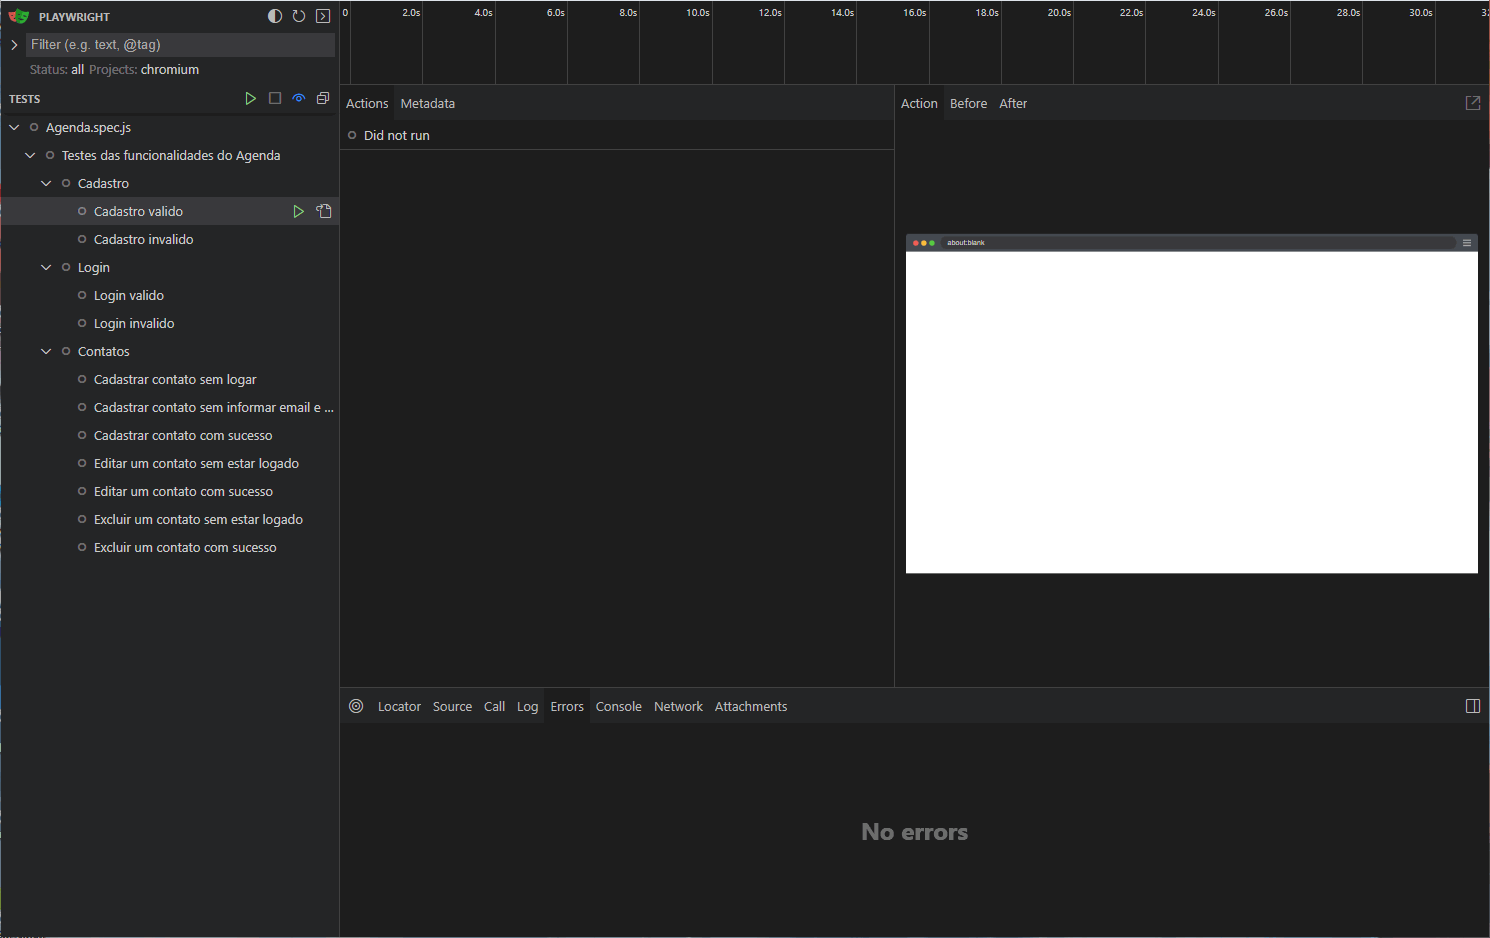 PLAYWRIGHT
Filter (e.g. text, @tag)
Status: all Projects: chromium
TESTS
Agenda.spec.js
Testes das funcionalidades do Agenda
Cadastro
Cadastro valido
Cadastro invalido
Login
Login valido
Login invalido
Contatos
Cadastrar contato sem logar
Cadastrar contato sem informar email e ...
Cadastrar contato com sucesso
Editar um contato sem estar logado
Editar um contato com sucesso
Excluir um contato sem estar logado
Excluir um contato com sucesso
0 2.0s 4.0s 6.0s 8.0s 10.0s 12.0s 14.0s 16.0s 18.0s 20.0s 22.0s 24.0s 26.0s 28.0s 30.0s
Actions Metadata
Did not run
Action Before After
about:blank
Locator Source Call Log Errors Console Network Attachments
No errors